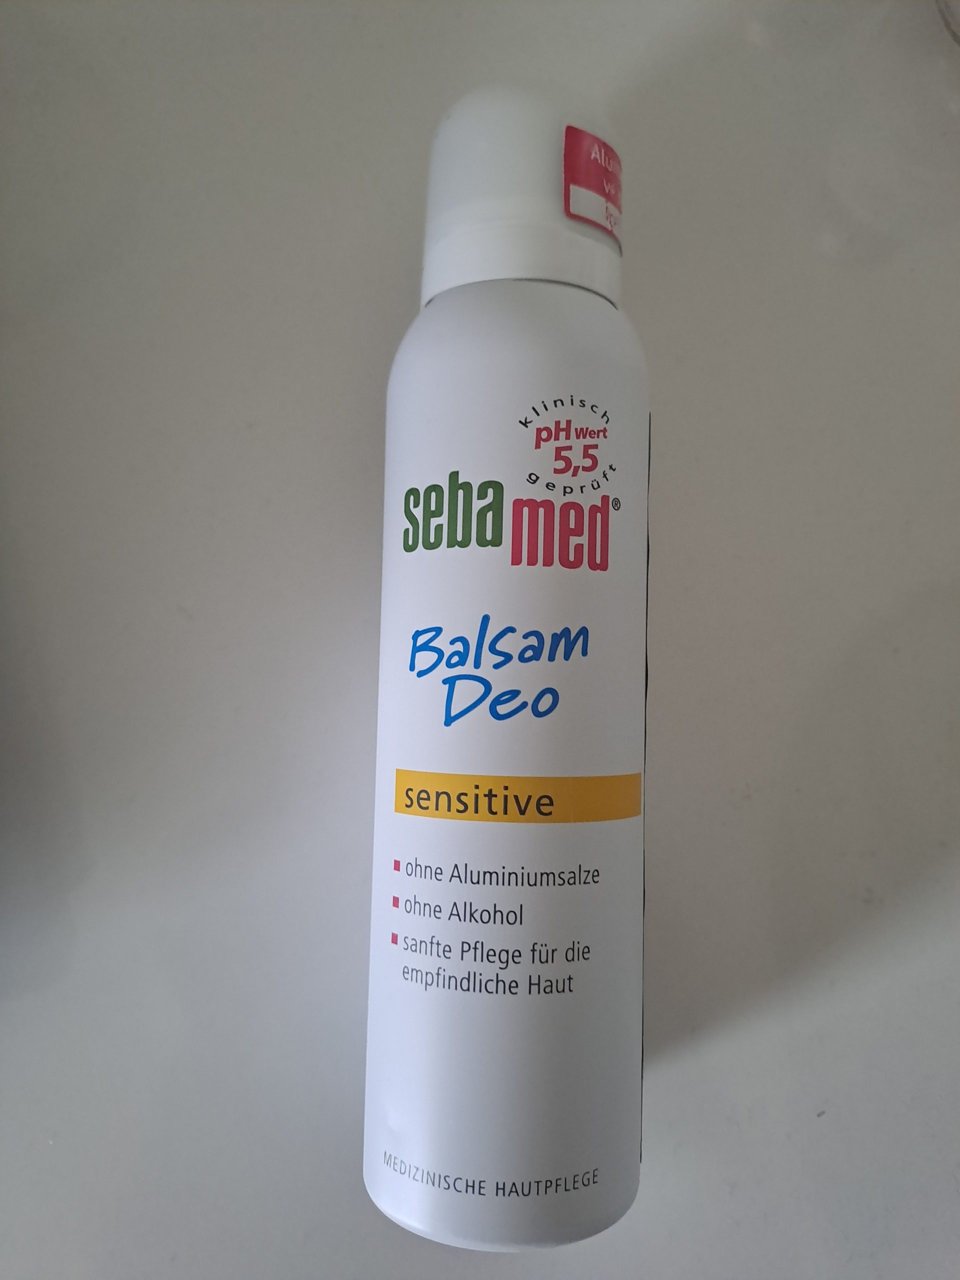 klinisch
pH Wert
5,5
geprüft
sebamed®
Balsam
Deo
sensitive
ohne Aluminiumsalze
ohne Alkohol
sanfte Pflege für die
empfindliche Haut
MEDIZINISCHE HAUTPFLEGE